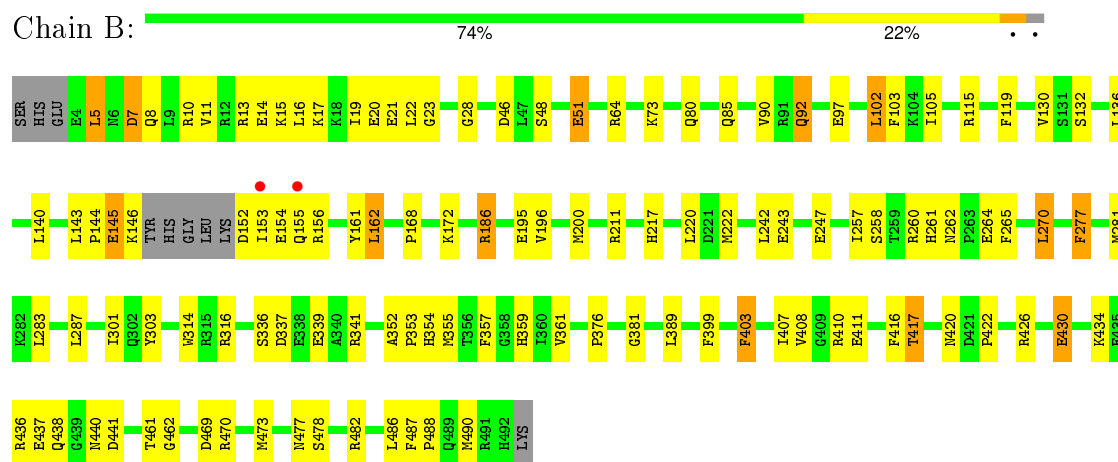 Chain B:
74% 22% • •
SER HIS GLU E4 L5 N6 D7 Q8 L9 R10 V11 R12 R13 E14 K15 L16 K17 K18 I19 E20 E21 L22 G23 G28 D46 L47 S48 E51 R64 K73 Q80 Q85 V90 R91 Q92 E97 L102 F103 K104 I105 R115 F119 V130 S131 S132 L136
L140 L143 P144 E145 K146 TYR HIS GLY LEU LYS D152 I153 E154 Q155 R156 Y161 L162 P168 K172 R186 E195 V196 M200 R211 H217 L220 D221 M222 L242 E243 E247 I257 S258 T259 R260 H261 N262 P263 E264 F265 L270 F277 M281
K282 L283 L287 I301 Q302 Y303 W314 R315 R316 S336 D337 E338 E339 A340 R341 A352 P353 H354 M355 T356 F357 G358 H359 I360 V361 P376 G381 L389 F399 F403 I407 V408 G409 R410 E411 F416 T417 N420 D421 P422 R426 E430 K434 E435
R436 E437 Q438 G439 N440 D441 T461 G462 D469 R470 M473 N477 S478 R482 L486 F487 P488 Q489 M490 R491 H492 LYS